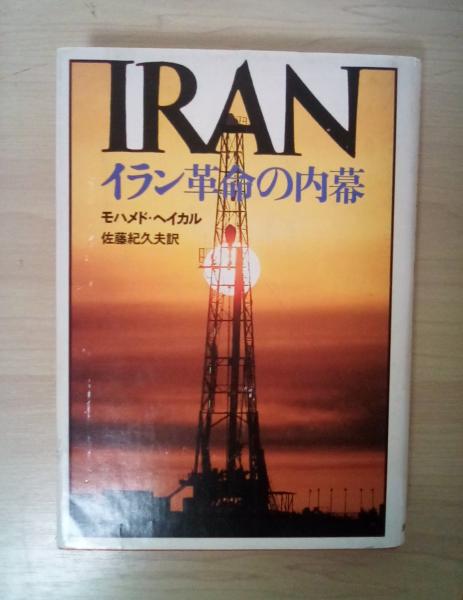 IRAN
イラン革命の内幕
モハメド・ヘイカル
佐藤紀久夫訳